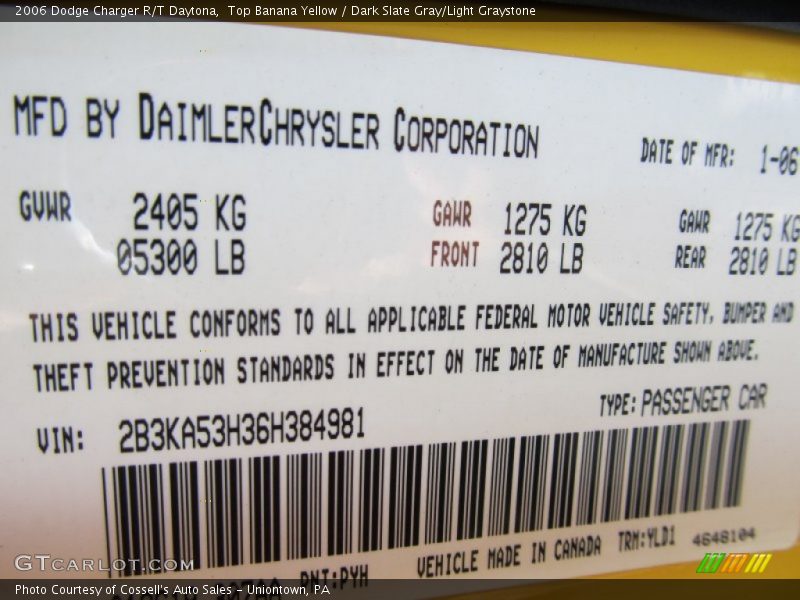 2006 Dodge Charger R/T Daytona, Top Banana Yellow / Dark Slate Gray/Light Graystone
MFD BY DAIMLERCHRYSLER CORPORATION DATE OF MFR: 1-06
GVWR 2405 KG GAWR 1275 KG GAWR 1275 KG
05300 LB FRONT 2810 LB REAR 2810 LB
THIS VEHICLE CONFORMS TO ALL APPLICABLE FEDERAL MOTOR VEHICLE SAFETY, BUMPER AND
THEFT PREVENTION STANDARDS IN EFFECT ON THE DATE OF MANUFACTURE SHOWN ABOVE.
VIN: 2B3KA53H36H384981 TYPE: PASSENGER CAR
PNT:PYH VEHICLE MADE IN CANADA TRM:YLD1 4648104
GTCARLOT.COM
Photo Courtesy of Cossell's Auto Sales - Uniontown, PA